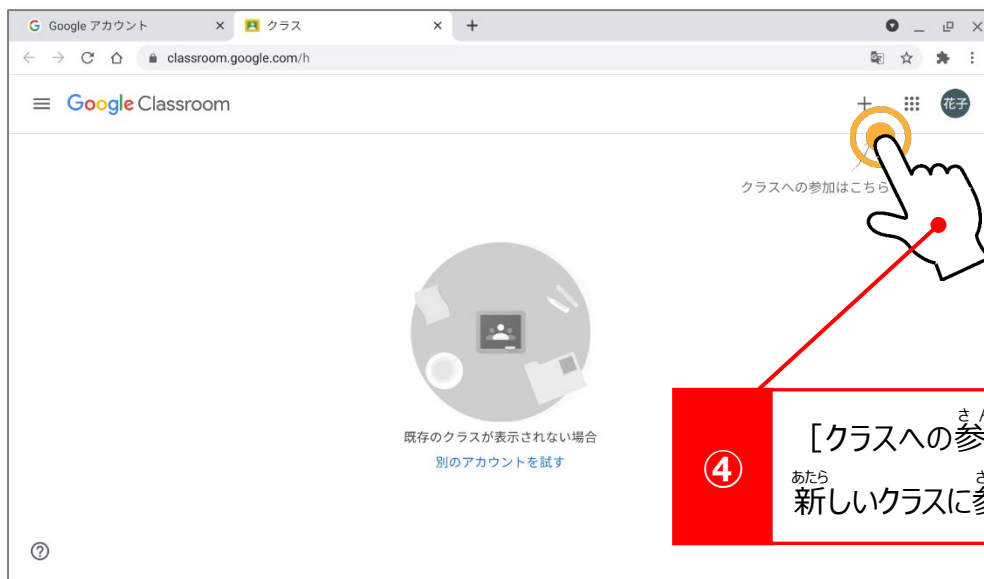 Google アカウント
クラス
classroom.google.com/h
Google Classroom
花子
クラスへの参加はこちら
既存のクラスが表示されない場合
別のアカウントを試す
④
[クラスへの参
あたら
新しいクラスに参